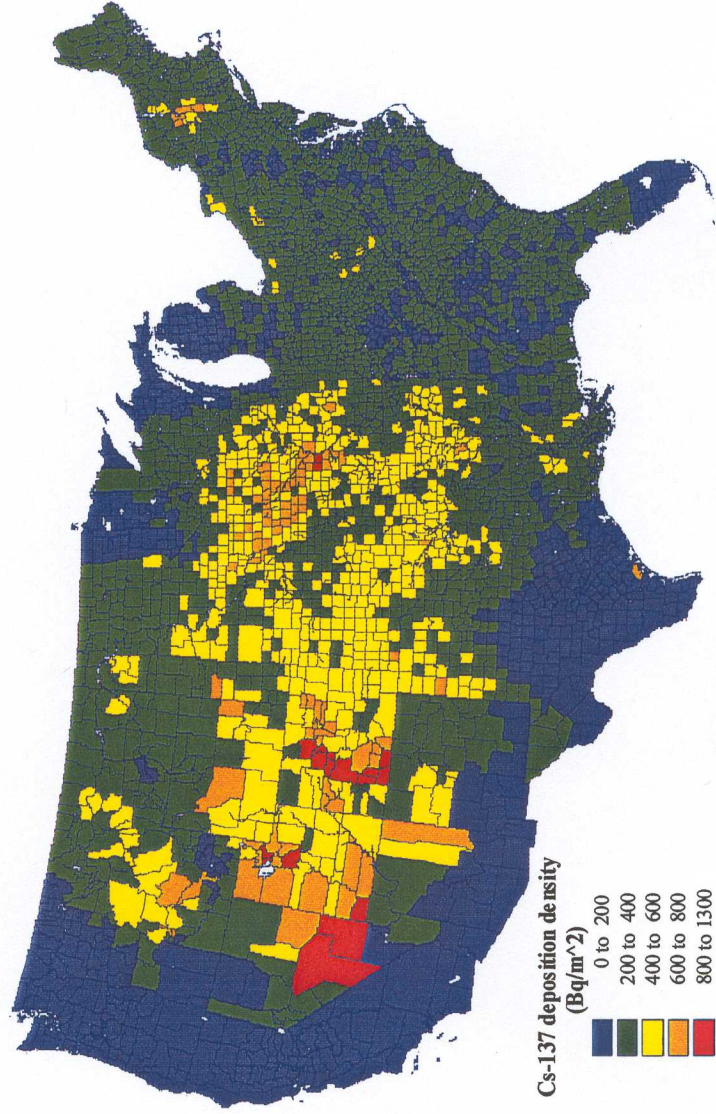 Cs-137 deposition density
(Bq/m^2)
0 to 200
200 to 400
400 to 600
600 to 800
800 to 1300